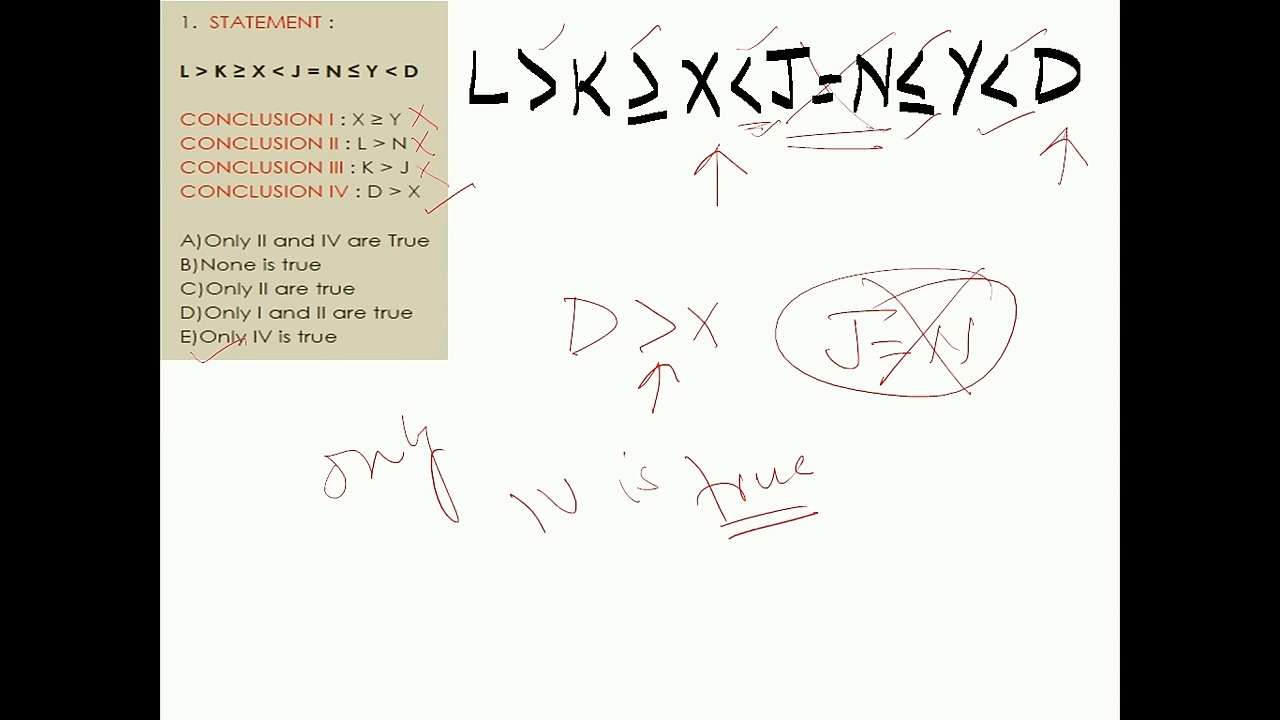 1. STATEMENT :
L > K ≥ X < J = N ≤ Y < D
CONCLUSION I : X ≥ Y
CONCLUSION II : L > N
CONCLUSION III : K > J
CONCLUSION IV : D > X
A)Only II and IV are True
B)None is true
C)Only II are true
D)Only I and II are true
E)Only IV is true
L > K ≥ X < J = N ≤ Y < D
D > X
J = N
only IV is true